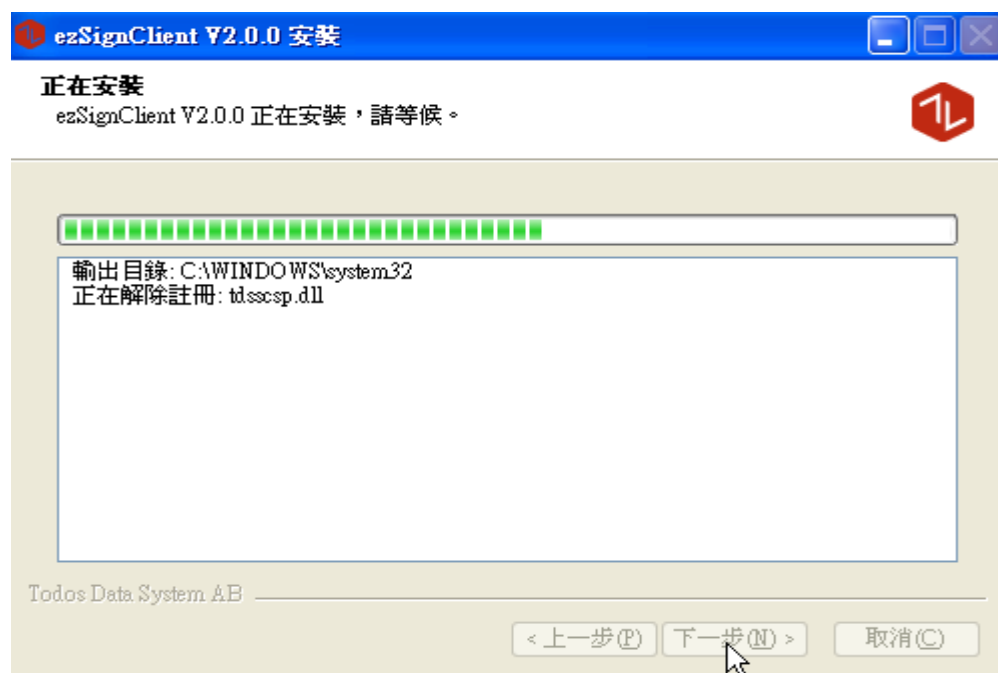 ezSignClient V2.0.0 安裝
正在安裝
ezSignClient V2.0.0 正在安裝，請等候。
輸出目錄: C:\WINDOWS\system32
正在解除註冊: tdsscsp.dll
Todos Data System AB
< 上一步(P) 下一步(N) > 取消(C)